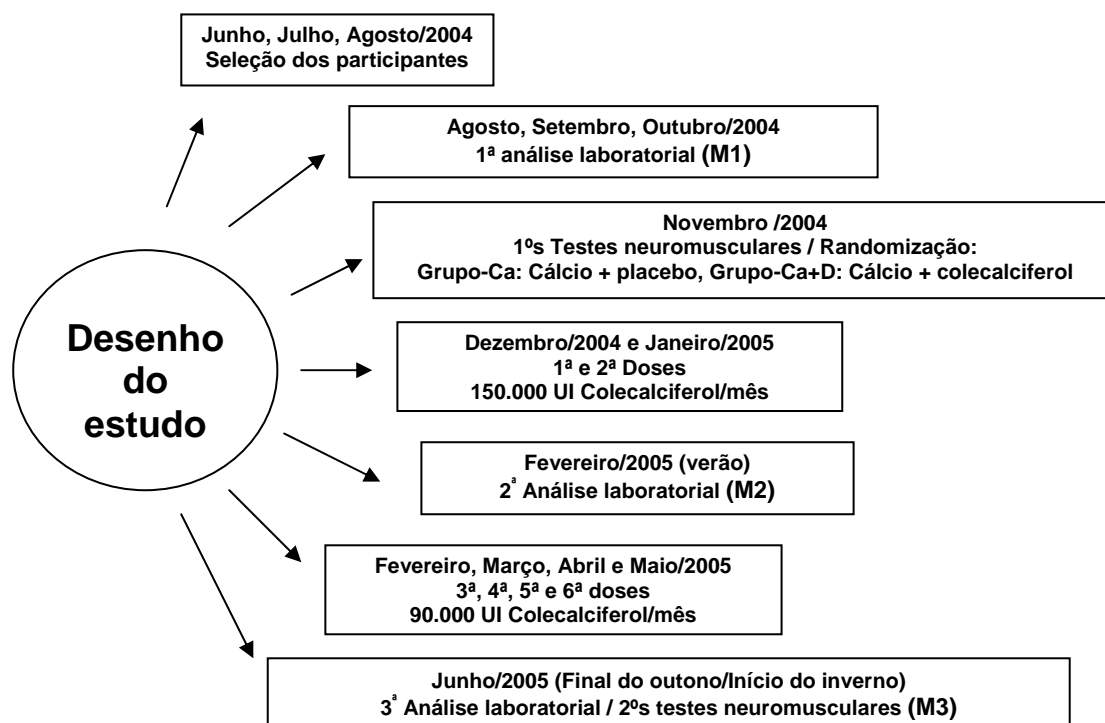 Junho, Julho, Agosto/2004
Seleção dos participantes
Agosto, Setembro, Outubro/2004
1ª análise laboratorial (M1)
Novembro /2004
1ºs Testes neuromusculares / Randomização:
Grupo-Ca: Cálcio + placebo, Grupo-Ca+D: Cálcio + colecalciferol
Desenho
do
estudo
Dezembro/2004 e Janeiro/2005
1ª e 2ª Doses
150.000 UI Colecalciferol/mês
Fevereiro/2005 (verão)
2ª Análise laboratorial (M2)
Fevereiro, Março, Abril e Maio/2005
3ª, 4ª, 5ª e 6ª doses
90.000 UI Colecalciferol/mês
Junho/2005 (Final do outono/Início do inverno)
3ª Análise laboratorial / 2ºs testes neuromusculares (M3)